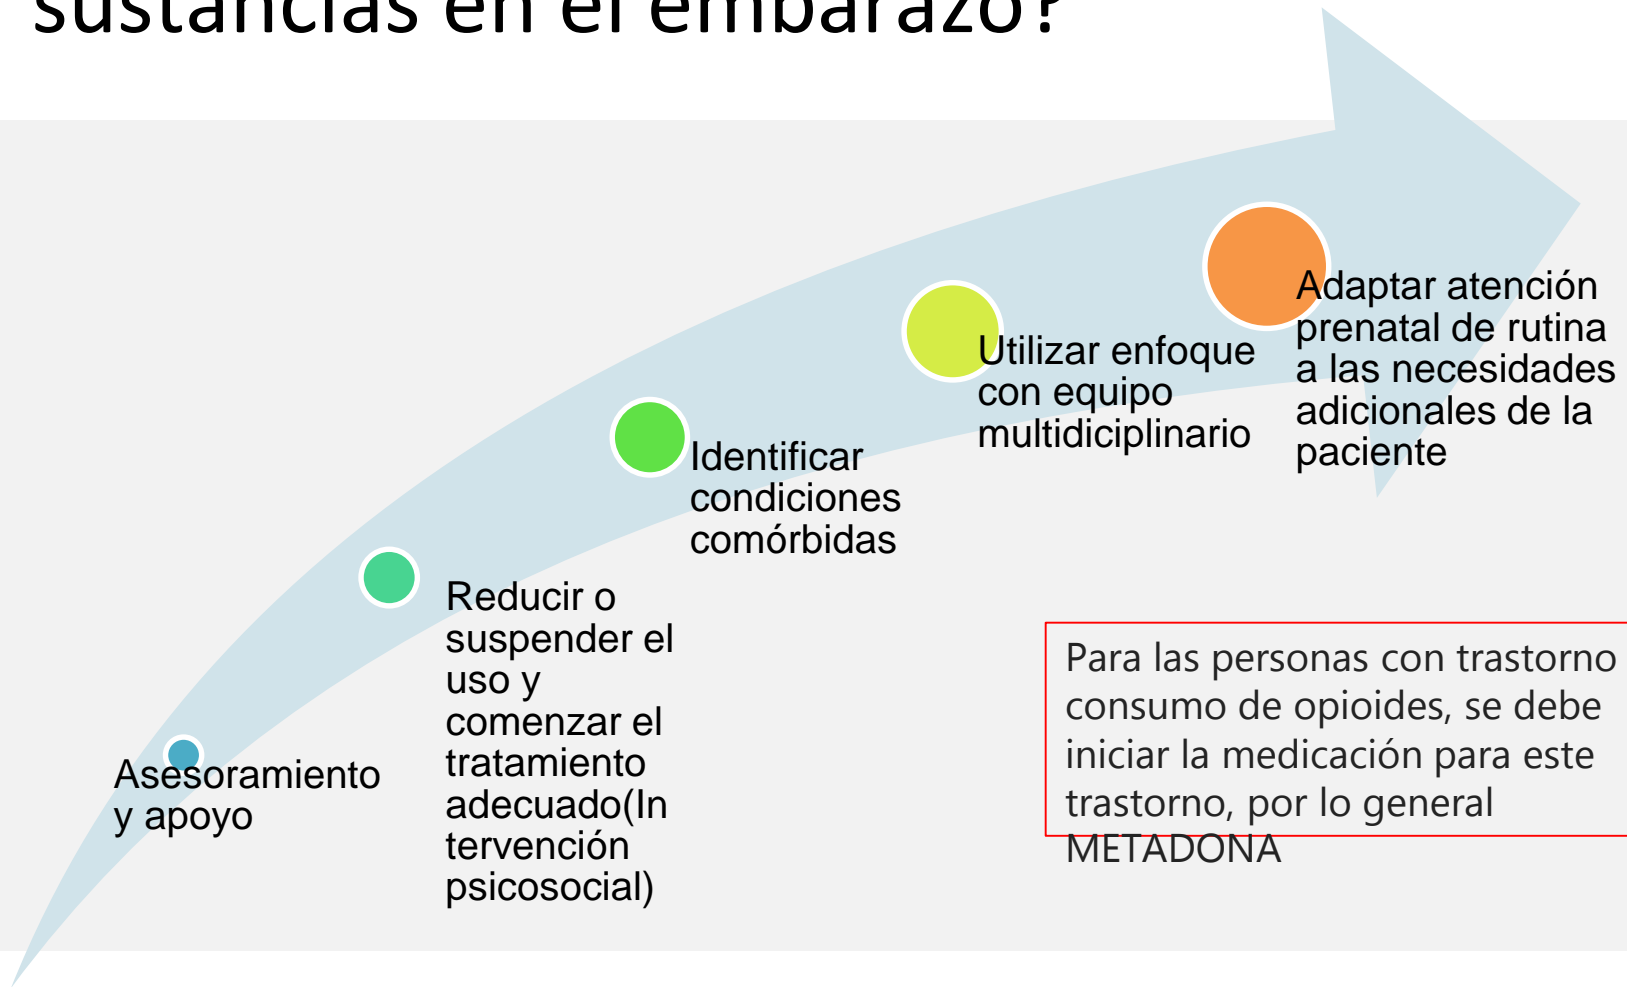 sustancias en el embarazo?
Asesoramiento
y apoyo
Reducir o
suspender el
uso y
comenzar el
tratamiento
adecuado(In
tervención
psicosocial)
Identificar
condiciones
comórbidas
Utilizar enfoque
con equipo
multidiciplinario
Adaptar atención
prenatal de rutina
a las necesidades
adicionales de la
paciente
Para las personas con trastorno
consumo de opioides, se debe
iniciar la medicación para este
trastorno, por lo general
METADONA